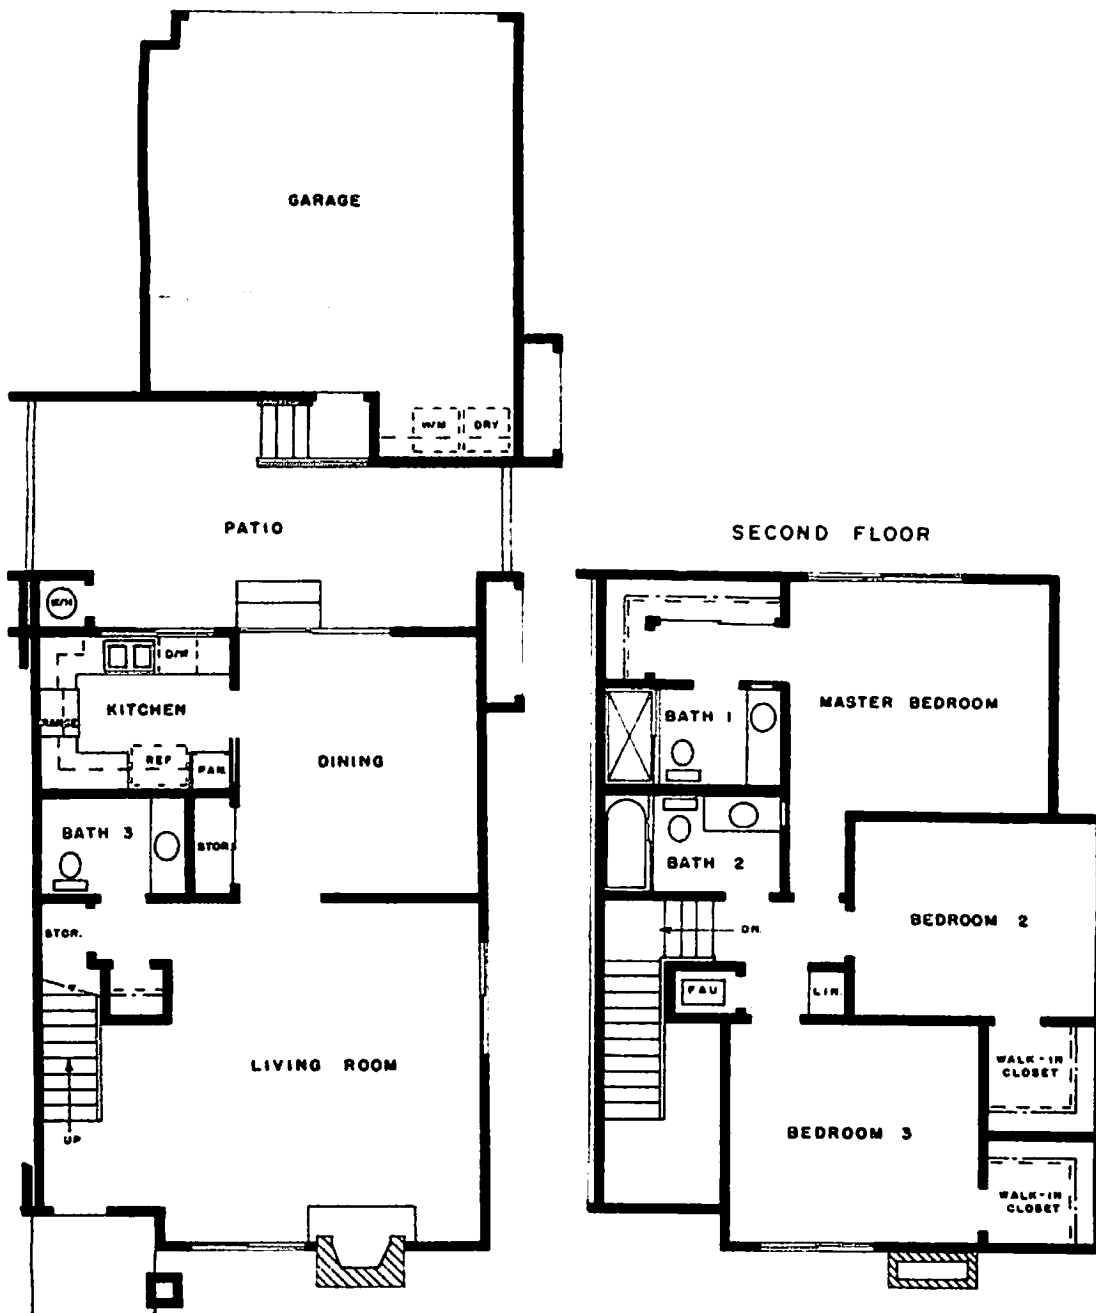 GARAGE
W/M
DRY
PATIO
W/H
D/W
KITCHEN
RANGE
REF
PAN.
DINING
BATH 3
STOR.
STOR.
LIVING ROOM
UP
SECOND FLOOR
BATH 1
MASTER BEDROOM
BATH 2
BEDROOM 2
DN.
FAU
LIN.
WALK-IN
CLOSET
BEDROOM 3
WALK-IN
CLOSET